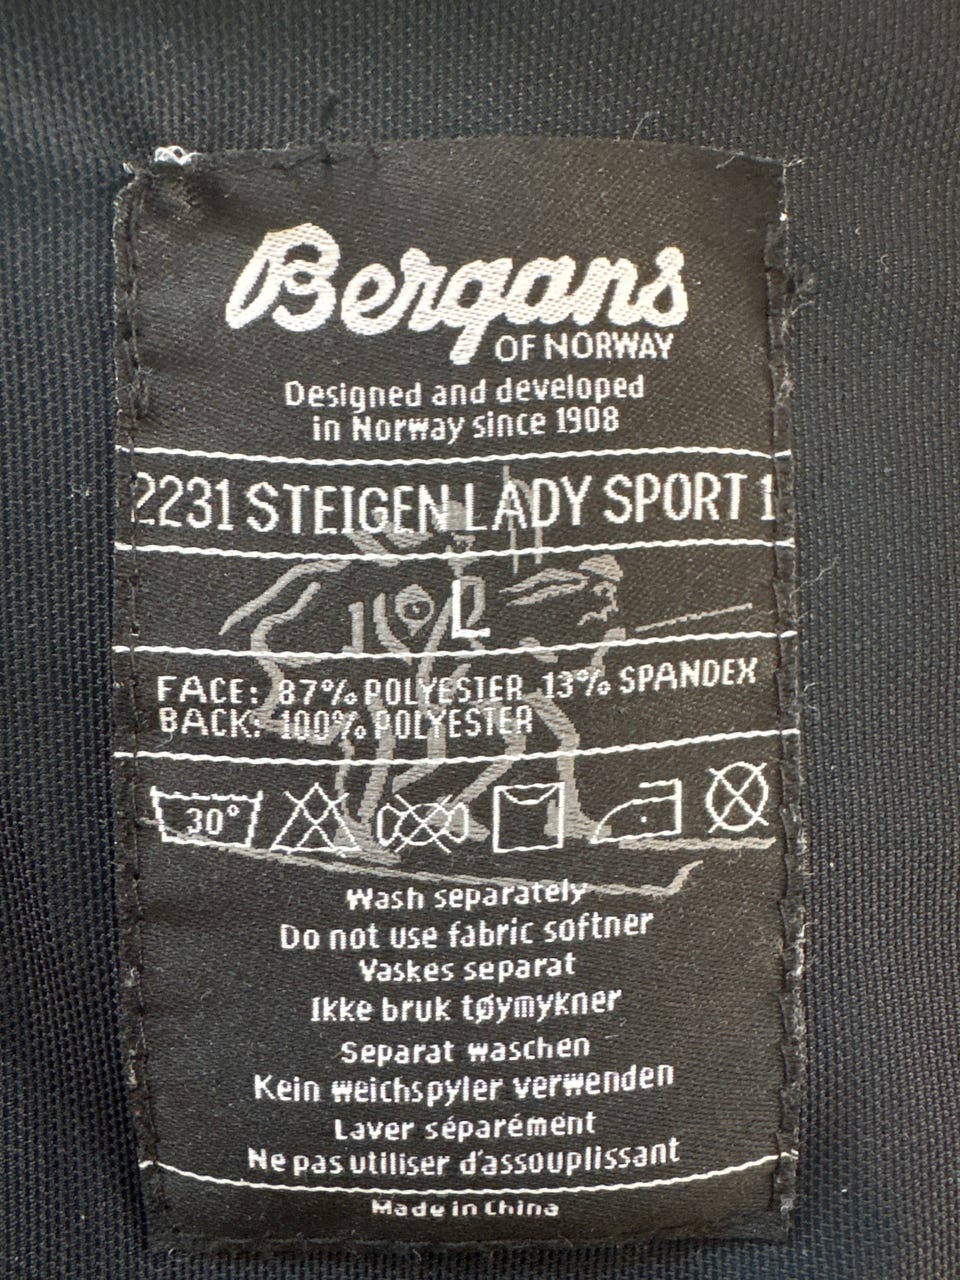 Bergans
OF NORWAY
Designed and developed
in Norway since 1908
2231 STEIGEN LADY SPORT 1
L
FACE: 87% POLYESTER 13% SPANDEX
BACK: 100% POLYESTER
30°
Wash separately
Do not use fabric softner
Vaskes separat
Ikke bruk tøymykner
Separat waschen
Kein weichspyler verwenden
Laver séparément
Ne pas utiliser d'assouplissant
Made in China